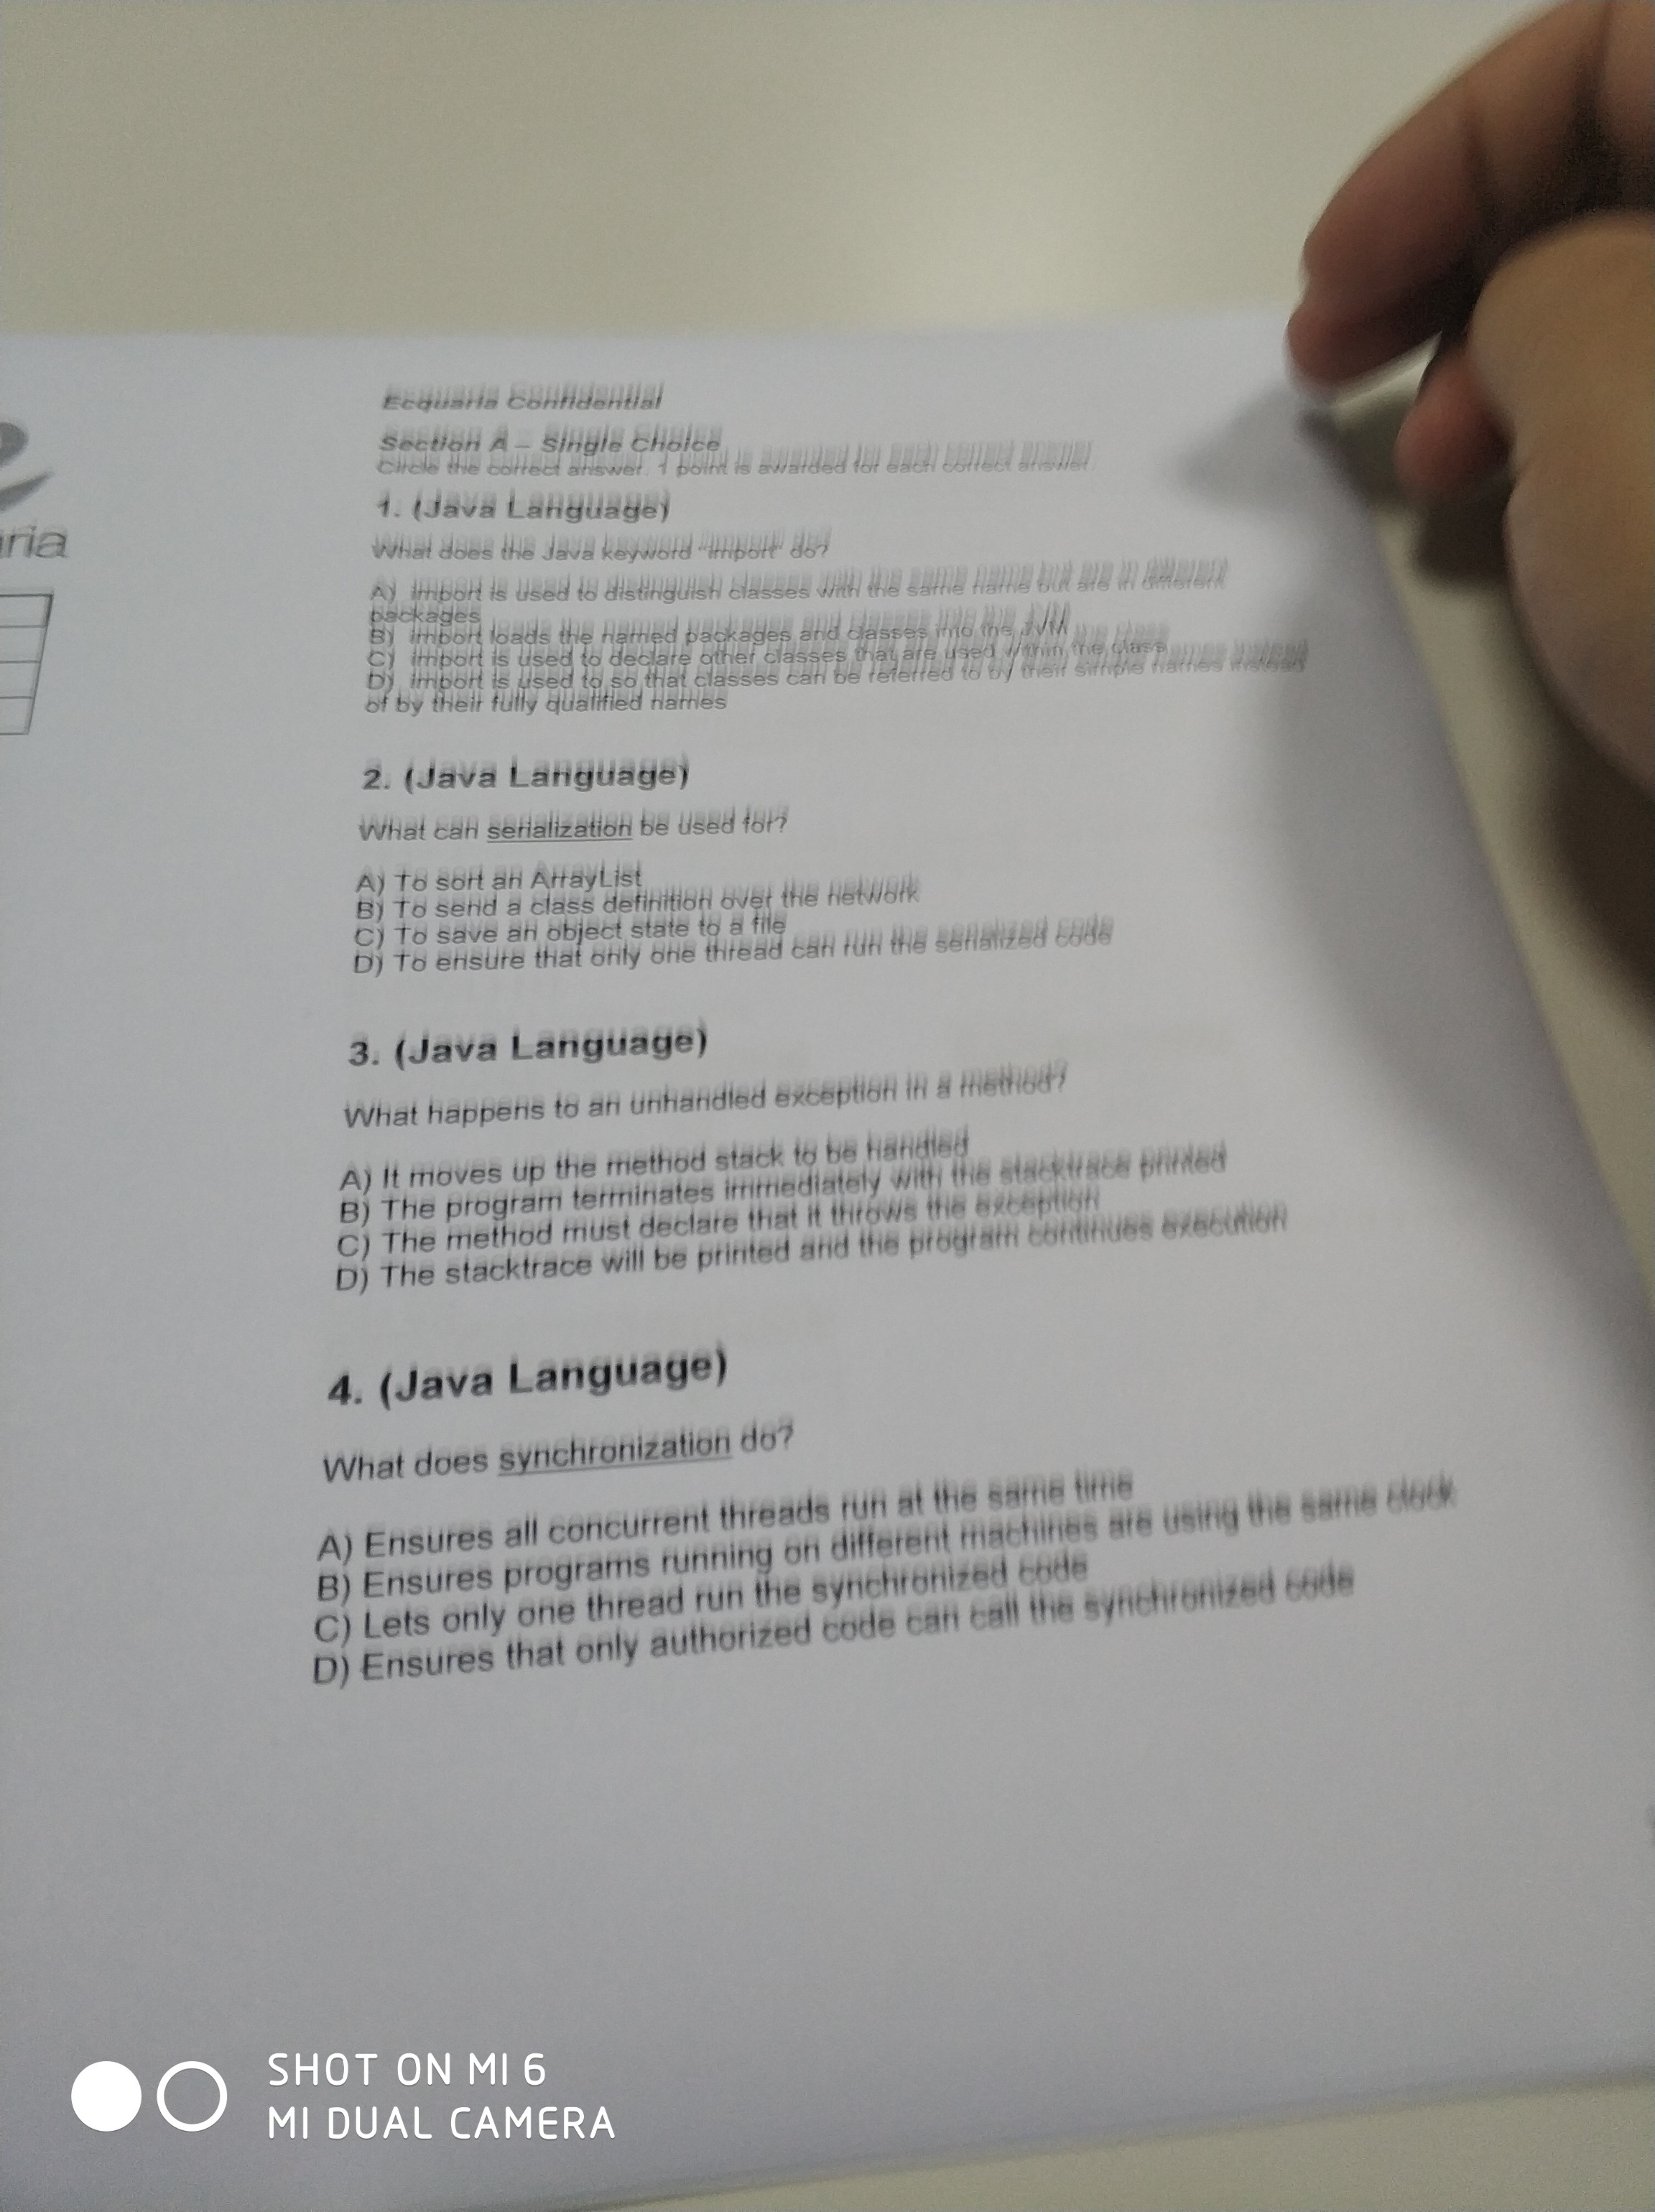 aria
Ecquaria Confidential
Section A – Single Choice
Circle the correct answer. 1 point is awarded for each correct answer.
1. (Java Language)
What does the Java keyword "import" do?
A) import is used to distinguish classes with the same name but are in different
packages
B) import loads the named packages and classes into the JVM
C) import is used to declare other classes that are used within the class
D) import is used to so that classes can be referred to by their simple names instead
of by their fully qualified names
2. (Java Language)
What can serialization be used for?
A) To sort an ArrayList
B) To send a class definition over the network
C) To save an object state to a file
D) To ensure that only one thread can run the serialized code
3. (Java Language)
What happens to an unhandled exception in a method?
A) It moves up the method stack to be handled
B) The program terminates immediately with the stacktrace printed
C) The method must declare that it throws the exception
D) The stacktrace will be printed and the program continues execution
4. (Java Language)
What does synchronization do?
A) Ensures all concurrent threads run at the same time
B) Ensures programs running on different machines are using the same clock
C) Lets only one thread run the synchronized code
D) Ensures that only authorized code can call the synchronized code
SHOT ON MI 6
MI DUAL CAMERA